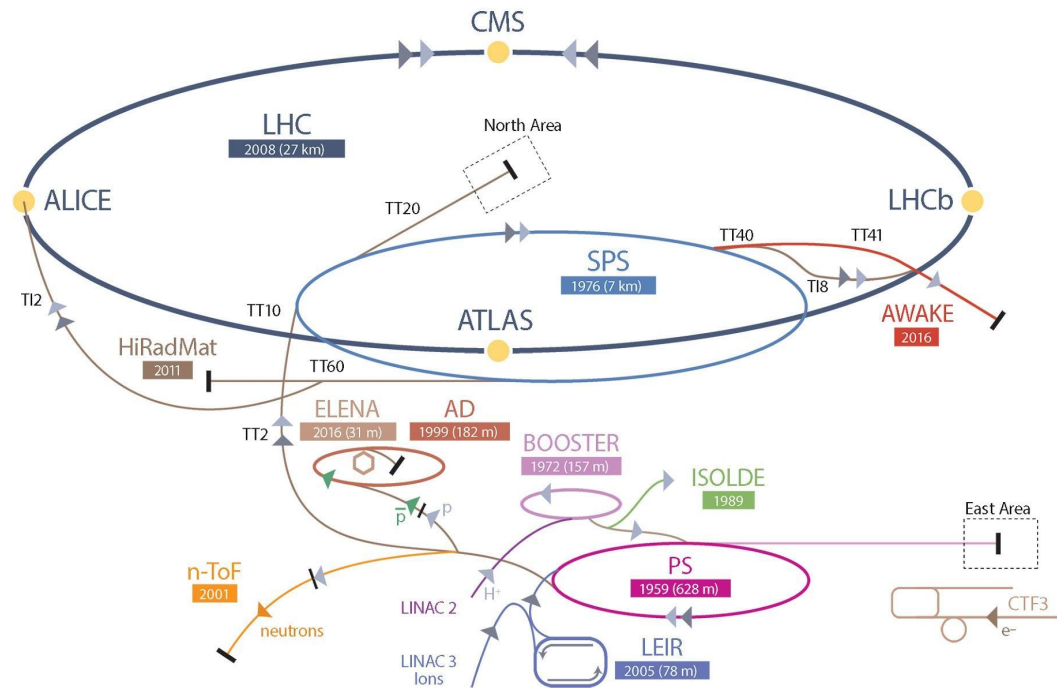 CMS
LHC
2008 (27 km)
North Area
ALICE
TT20
LHCb
TT40
TT41
SPS
1976 (7 km)
TI2
TT10
TI8
ATLAS
AWAKE
2016
HiRadMat
2011
TT60
ELENA
2016 (31 m)
AD
1999 (182 m)
TT2
BOOSTER
1972 (157 m)
ISOLDE
1989
p̅
p
East Area
n-ToF
2001
PS
1959 (628 m)
H⁺
LINAC 2
neutrons
CTF3
e⁻
LINAC 3
Ions
LEIR
2005 (78 m)